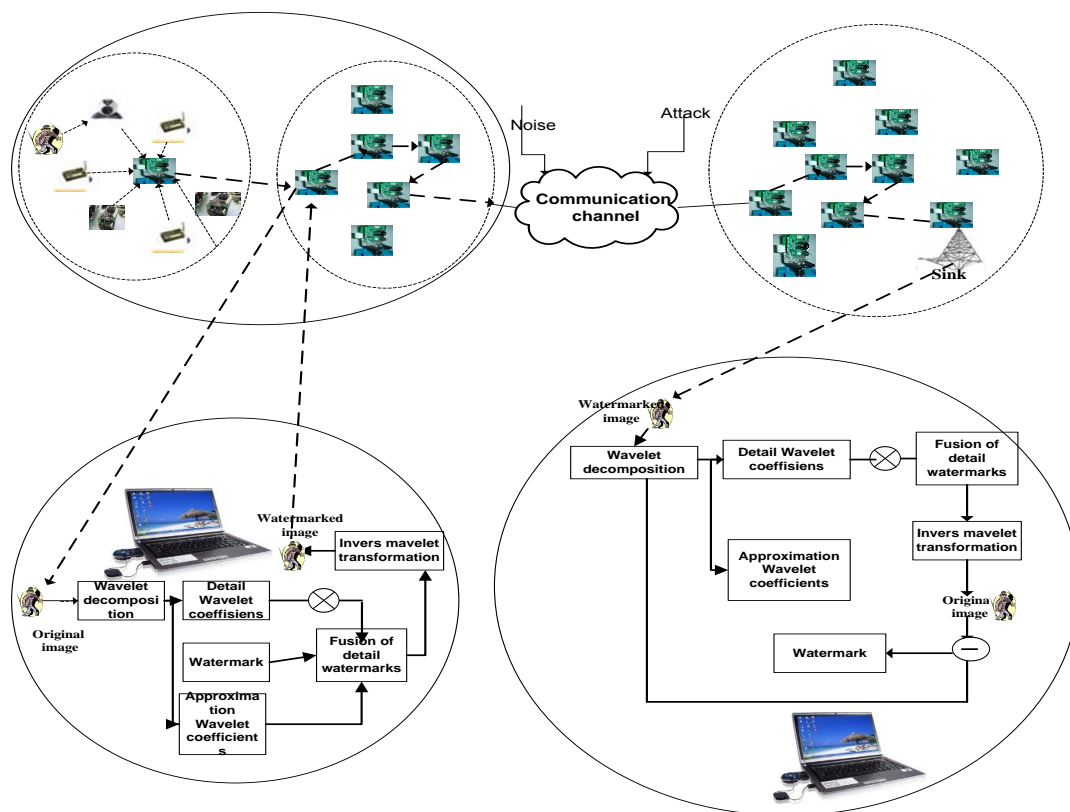 Noise
Attack
Communication
channel
Sink
Watermarked
image
Wavelet
decomposition
Detail Wavelet
coeffisiens
Fusion of
detail
watermarks
Approximation
Wavelet
coefficients
Invers mavelet
transformation
Original
image
Watermark
Watermarked
image
Invers mavelet
transformation
Wavelet
decomposi
tion
Detail
Wavelet
coeffisiens
Original
image
Watermark
Fusion of
detail
watermarks
Approxima
tion
Wavelet
coefficient
s